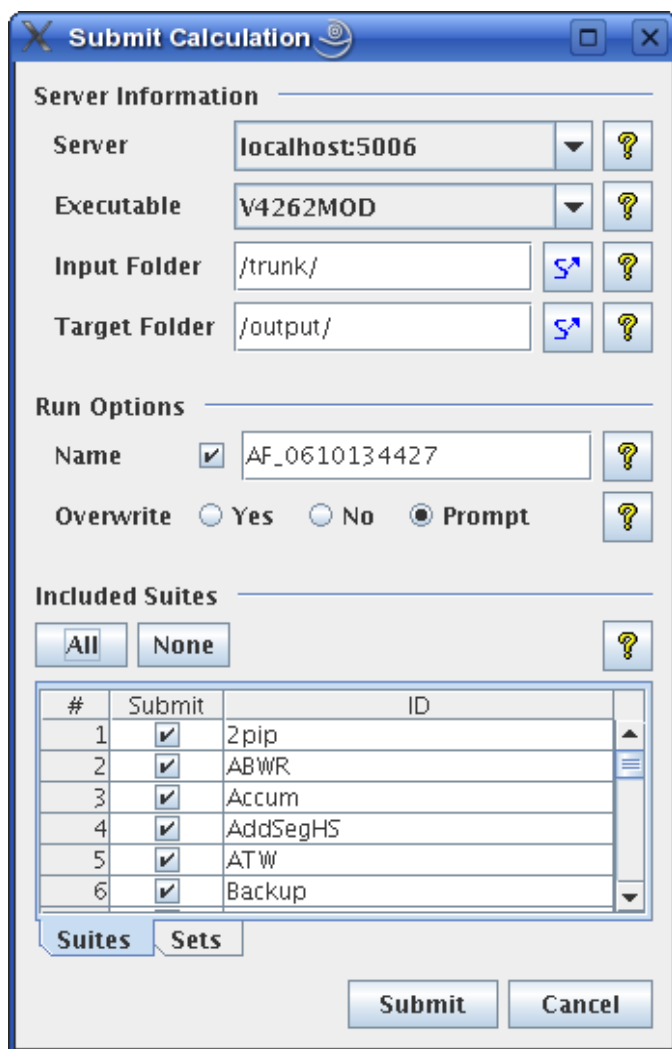 Submit Calculation
Server Information
Server localhost:5006
Executable V4262MOD
Input Folder /trunk/
Target Folder /output/
Run Options
Name AF_0610134427
Overwrite Yes No Prompt
Included Suites
All None
# Submit ID
1 2pip
2 ABWR
3 Accum
4 AddSegHS
5 ATW
6 Backup
Suites Sets
Submit Cancel